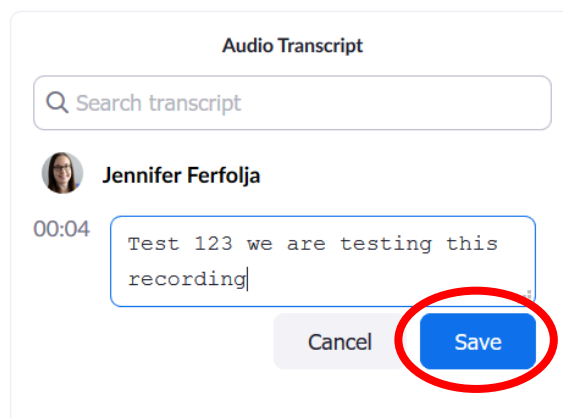 Audio Transcript
Search transcript
Jennifer Ferfolja
00:04
Test 123 we are testing this
recording
Cancel
Save